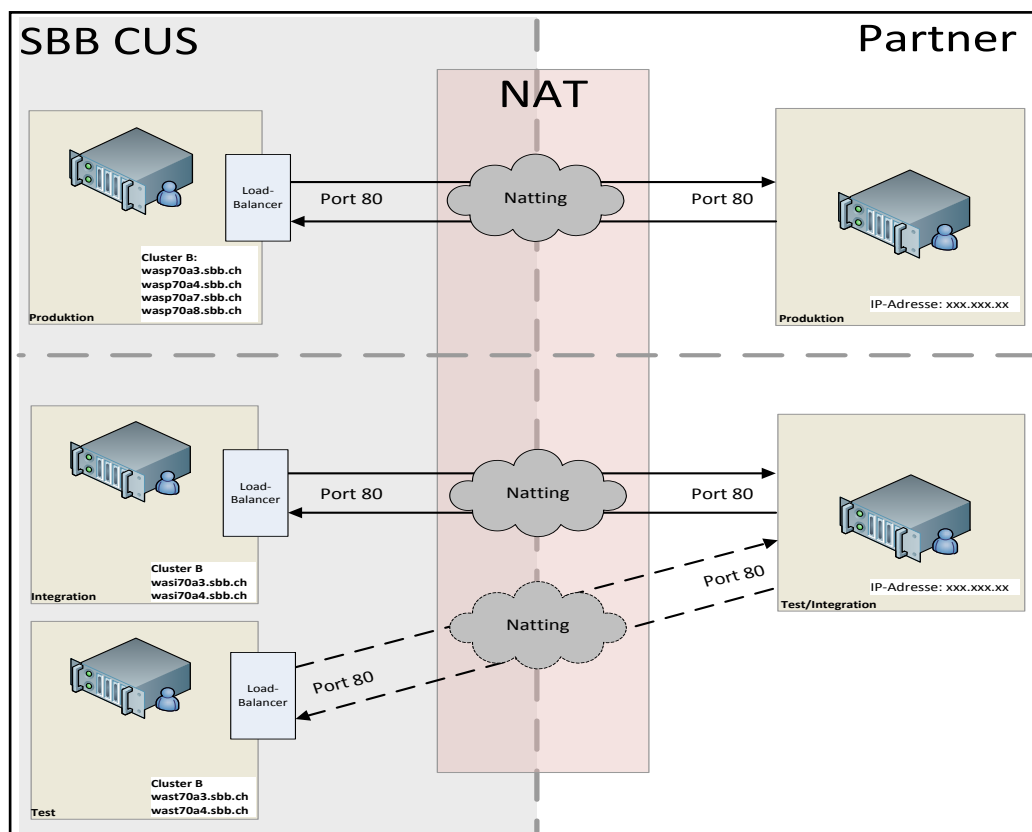 SBB CUS
Partner
NAT
Load-
Balancer
Port 80
Natting
Port 80
Cluster B:
wasp70a3.sbb.ch
wasp70a4.sbb.ch
wasp70a7.sbb.ch
wasp70a8.sbb.ch
Produktion
IP-Adresse: xxx.xxx.xx
Produktion
Load-
Balancer
Port 80
Natting
Port 80
Cluster B
wasi70a3.sbb.ch
wasi70a4.sbb.ch
Integration
Port 80
IP-Adresse: xxx.xxx.xx
Test/Integration
Natting
Load-
Balancer
Port 80
Cluster B
wast70a3.sbb.ch
wast70a4.sbb.ch
Test